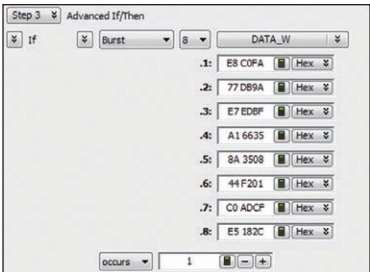 Step 3 Advanced If/Then
If Burst 8 DATA_W
.1: E8 C0FA Hex
.2: 77 DB9A Hex
.3: E7 EDBF Hex
.4: A1 6635 Hex
.5: 8A 3508 Hex
.6: 44 F201 Hex
.7: C0 ADCF Hex
.8: E5 182C Hex
occurs 1 - +